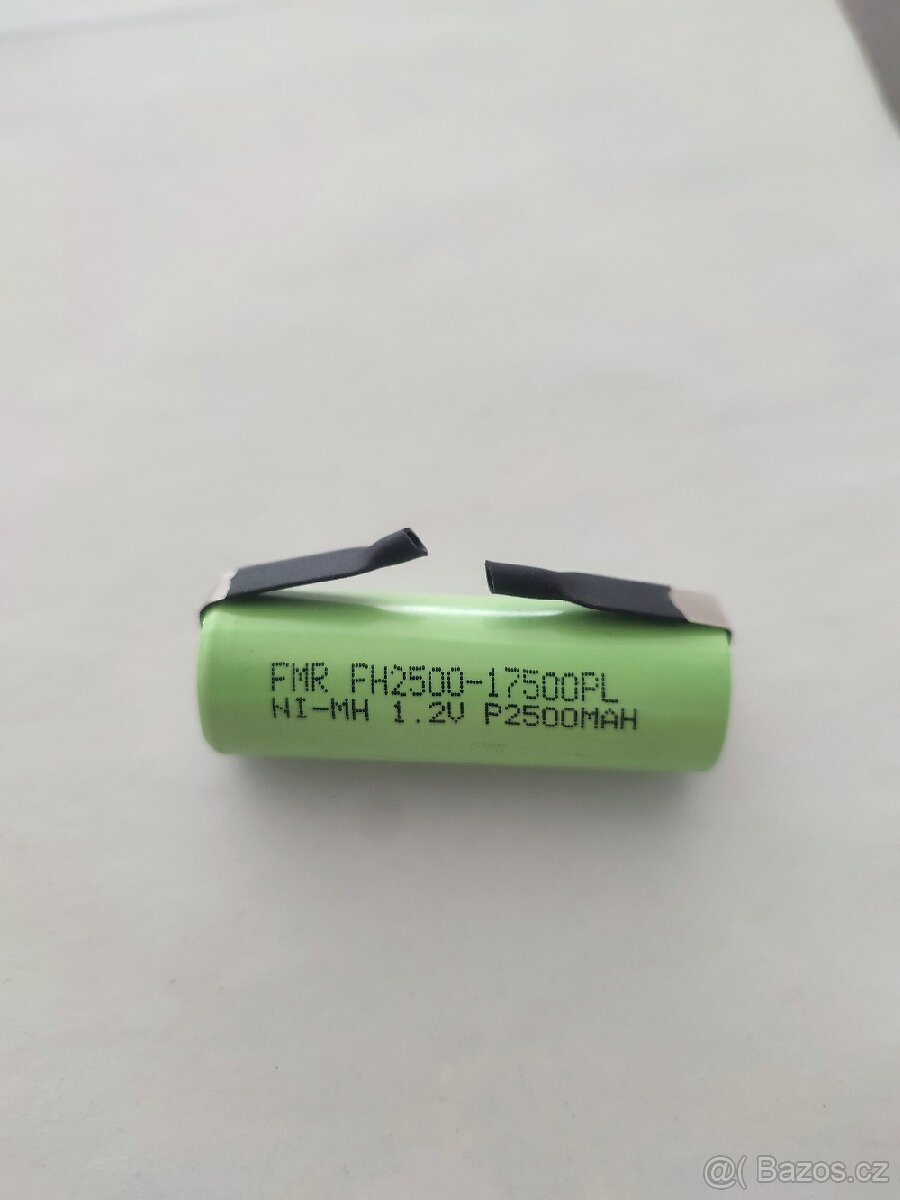 FMR FH2500-17500PL
NI-MH 1.2V P2500MAH
@( Bazos.cz